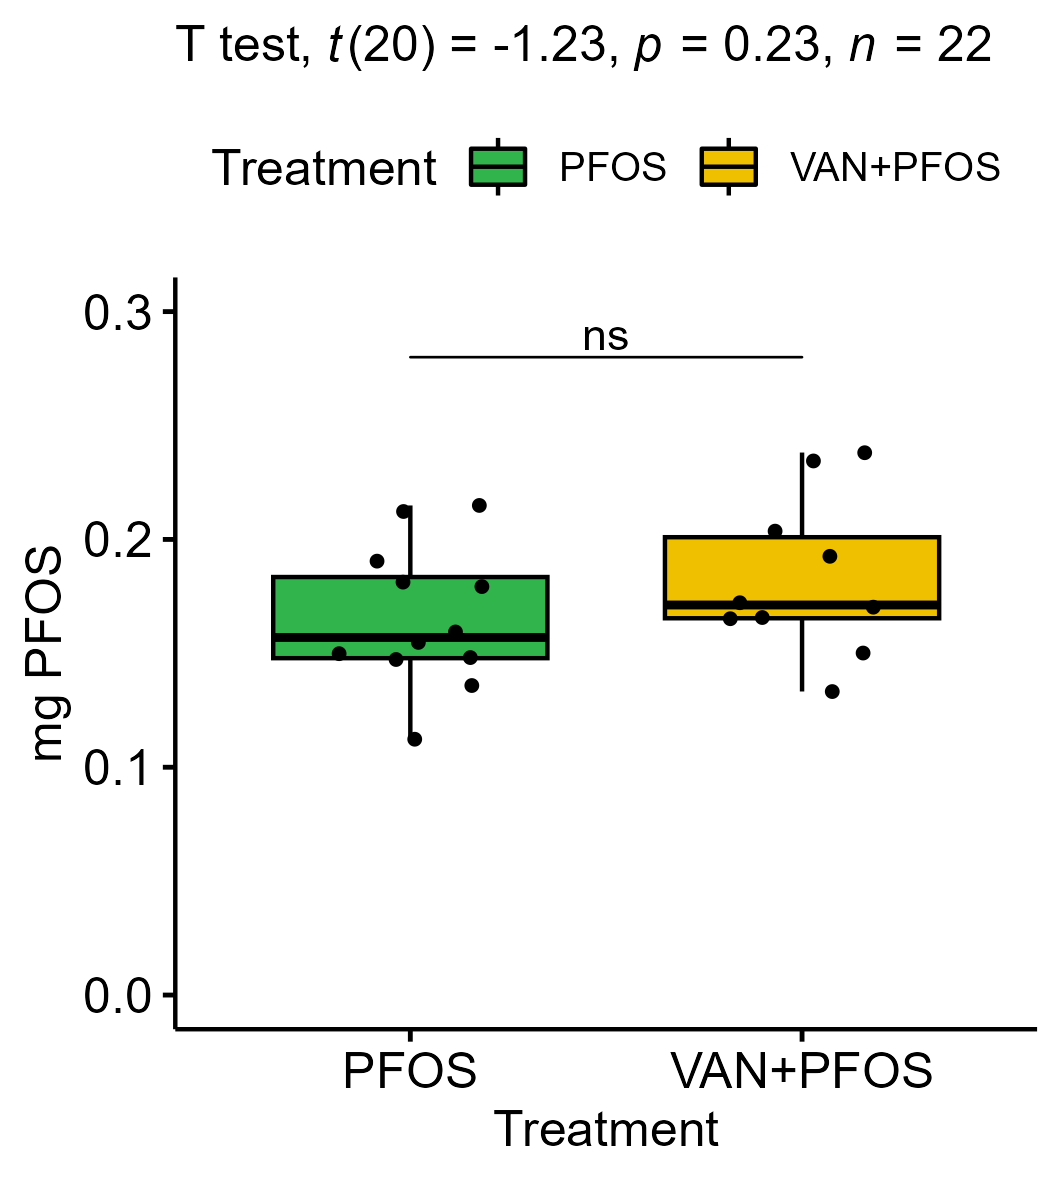 T test, t(20) = -1.23, p = 0.23, n = 22
Treatment PFOS VAN+PFOS
0.3
ns
0.2
mg PFOS
0.1
0.0
PFOS VAN+PFOS
Treatment